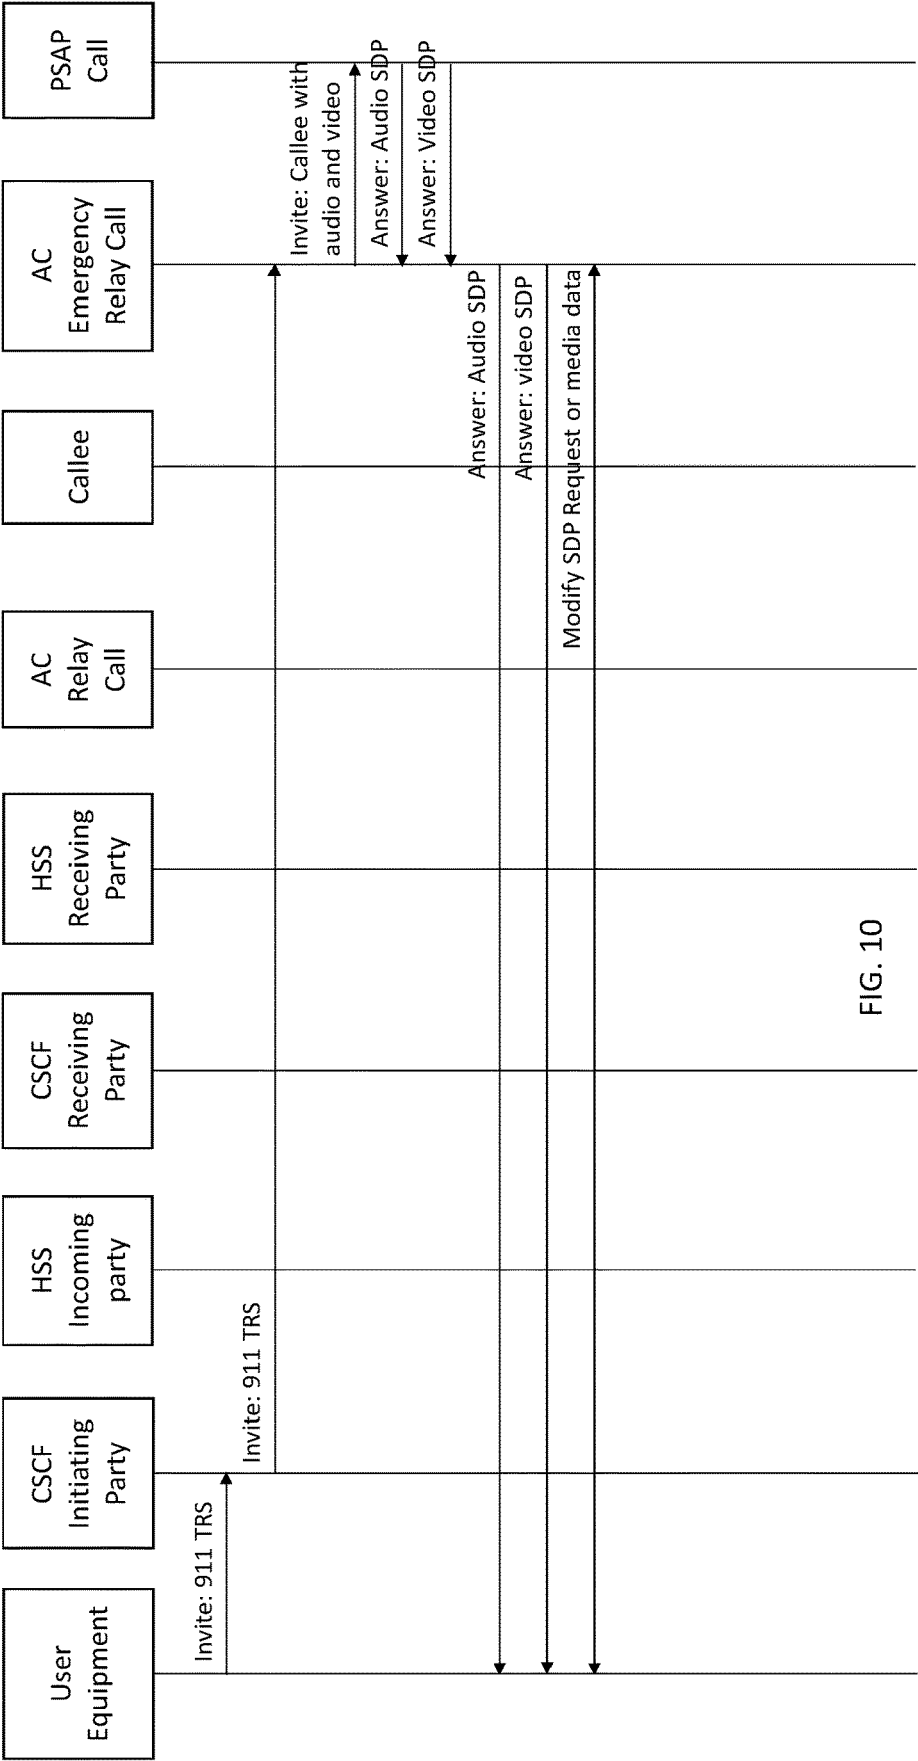 User
Equipment
CSCF
Initiating
Party
HSS
Incoming
party
CSCF
Receiving
Party
HSS
Receiving
Party
AC
Relay
Call
Callee
AC
Emergency
Relay Call
PSAP
Call
Invite: 911 TRS
Invite: 911 TRS
Invite: Callee with
audio and video
Answer: Audio SDP
Answer: Video SDP
Answer: Audio SDP
Answer: video SDP
Modify SDP Request or media data
FIG. 10